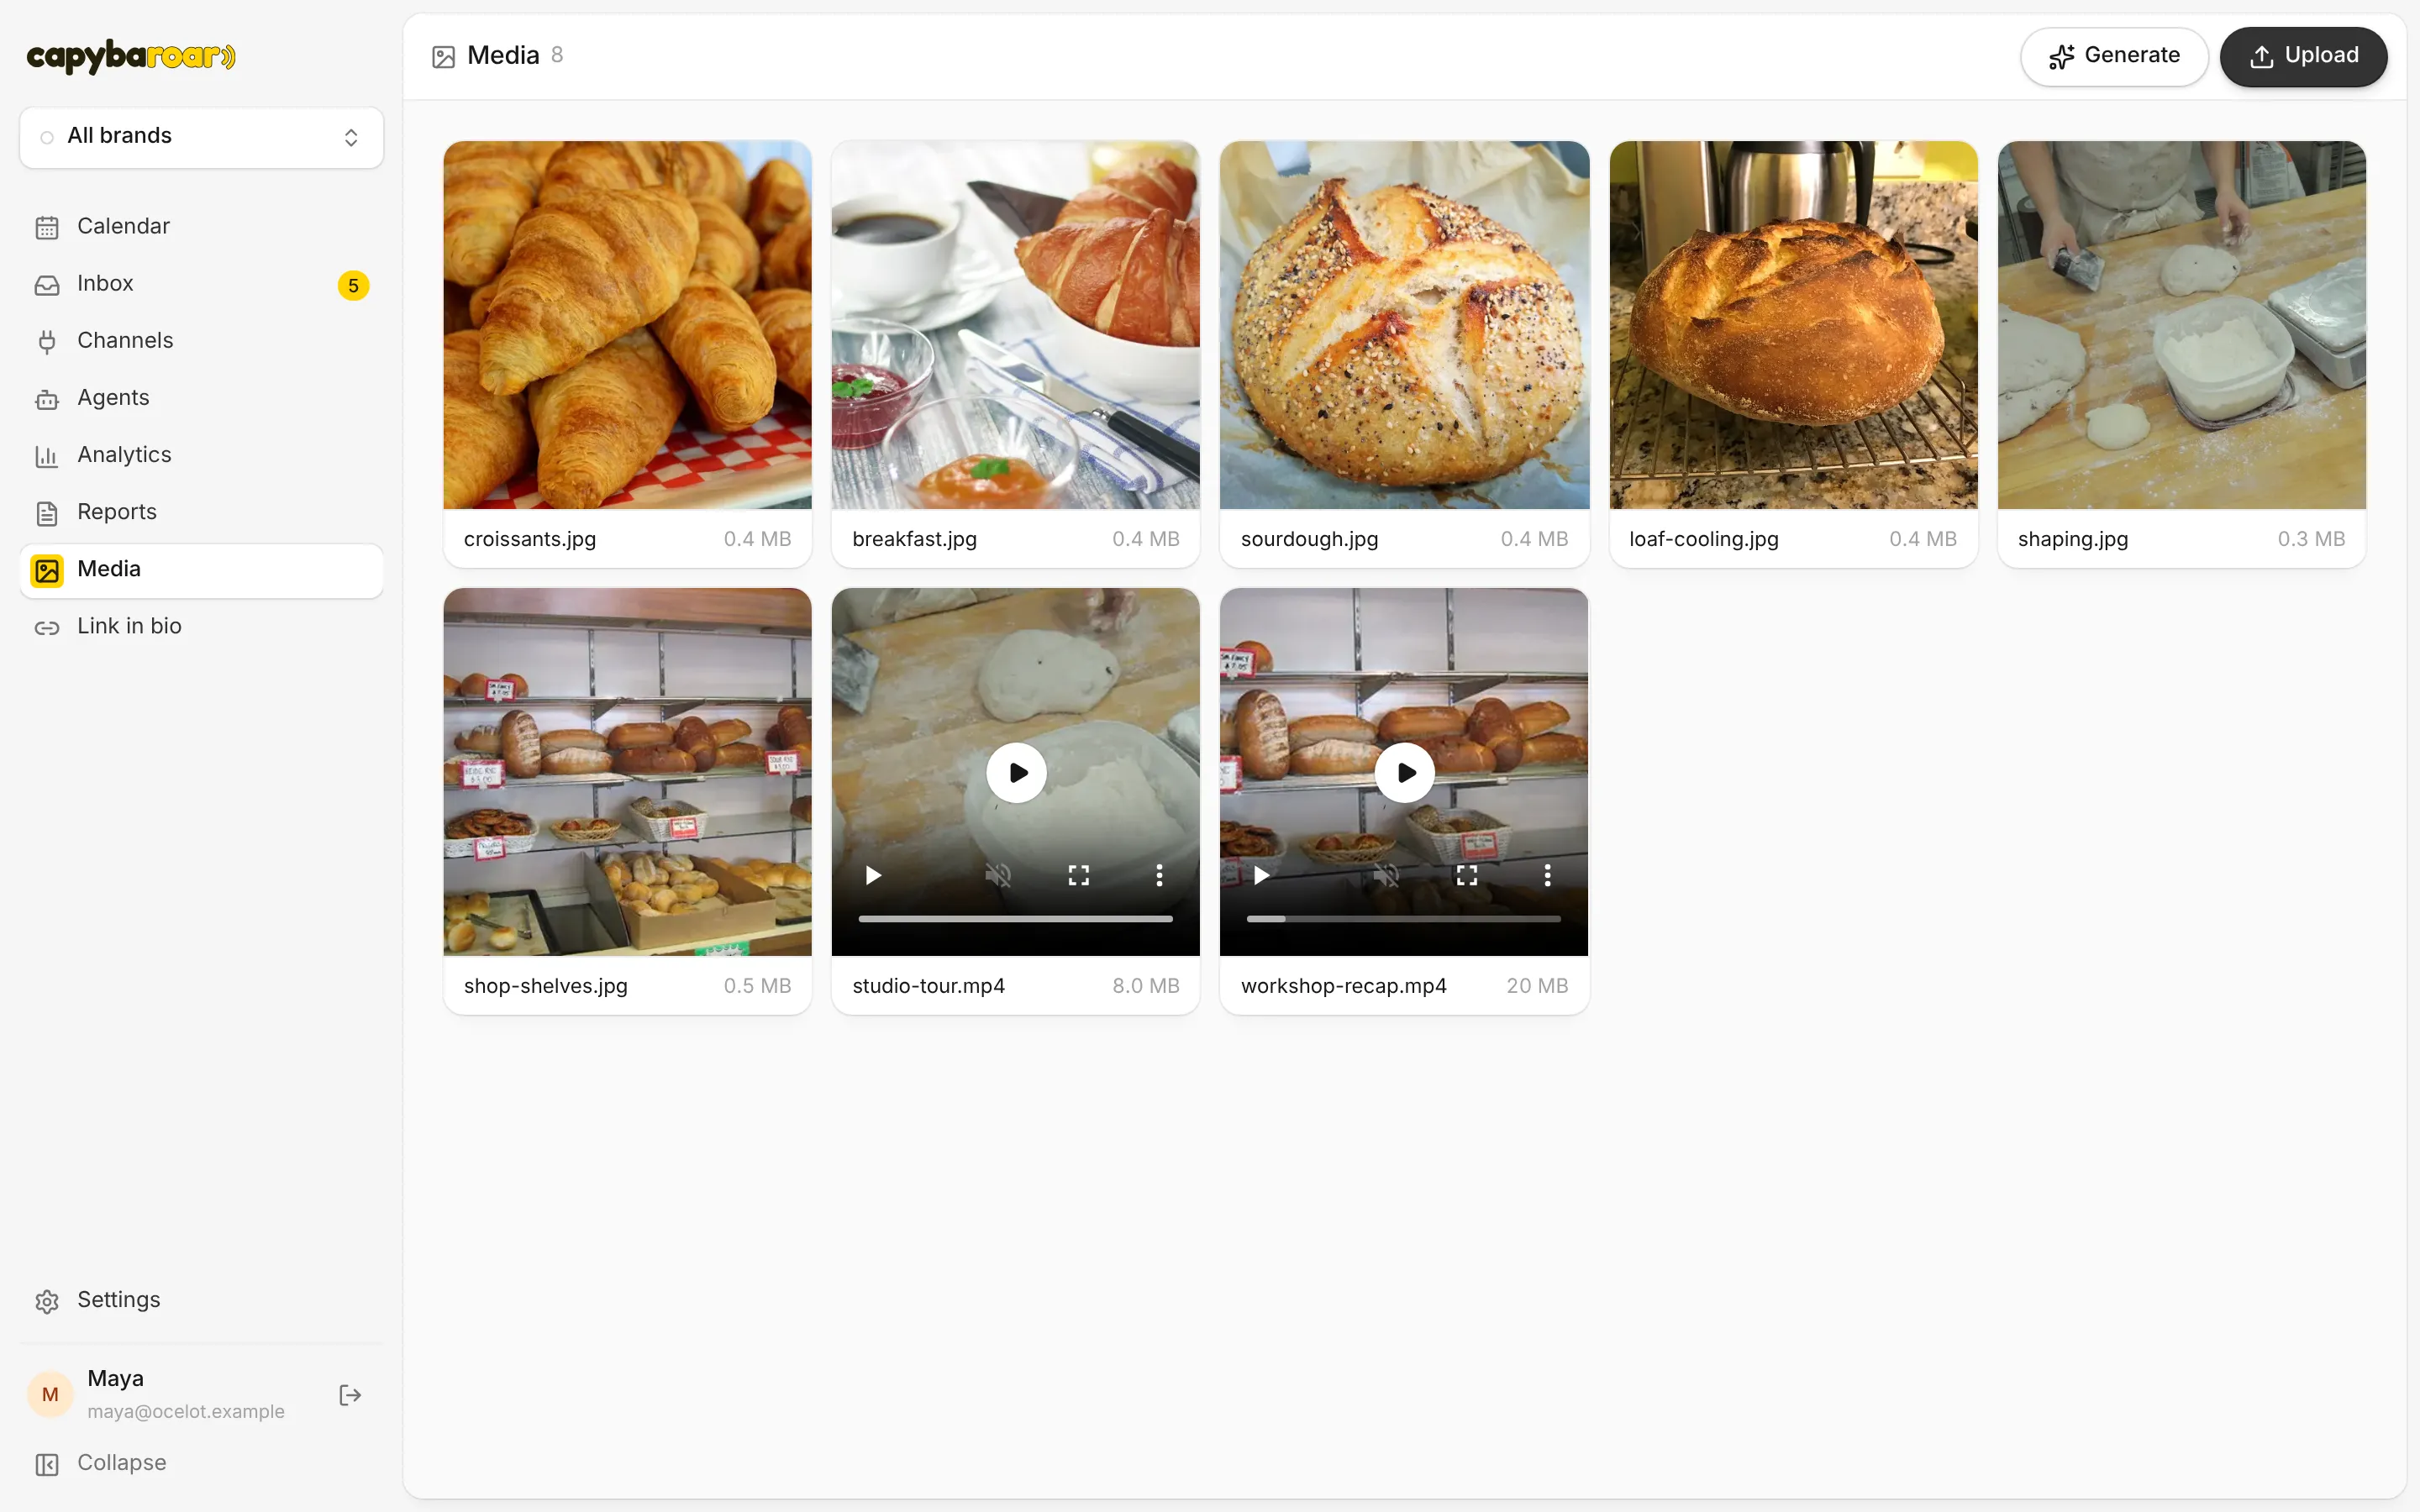 capybaroar
All brands
Calendar
Inbox 5
Channels
Agents
Analytics
Reports
Media
Link in bio
Settings
M
Maya
maya@ocelot.example
Collapse
Media 8
Generate
Upload
croissants.jpg 0.4 MB
breakfast.jpg 0.4 MB
sourdough.jpg 0.4 MB
loaf-cooling.jpg 0.4 MB
shaping.jpg 0.3 MB
shop-shelves.jpg 0.5 MB
studio-tour.mp4 8.0 MB
workshop-recap.mp4 20 MB